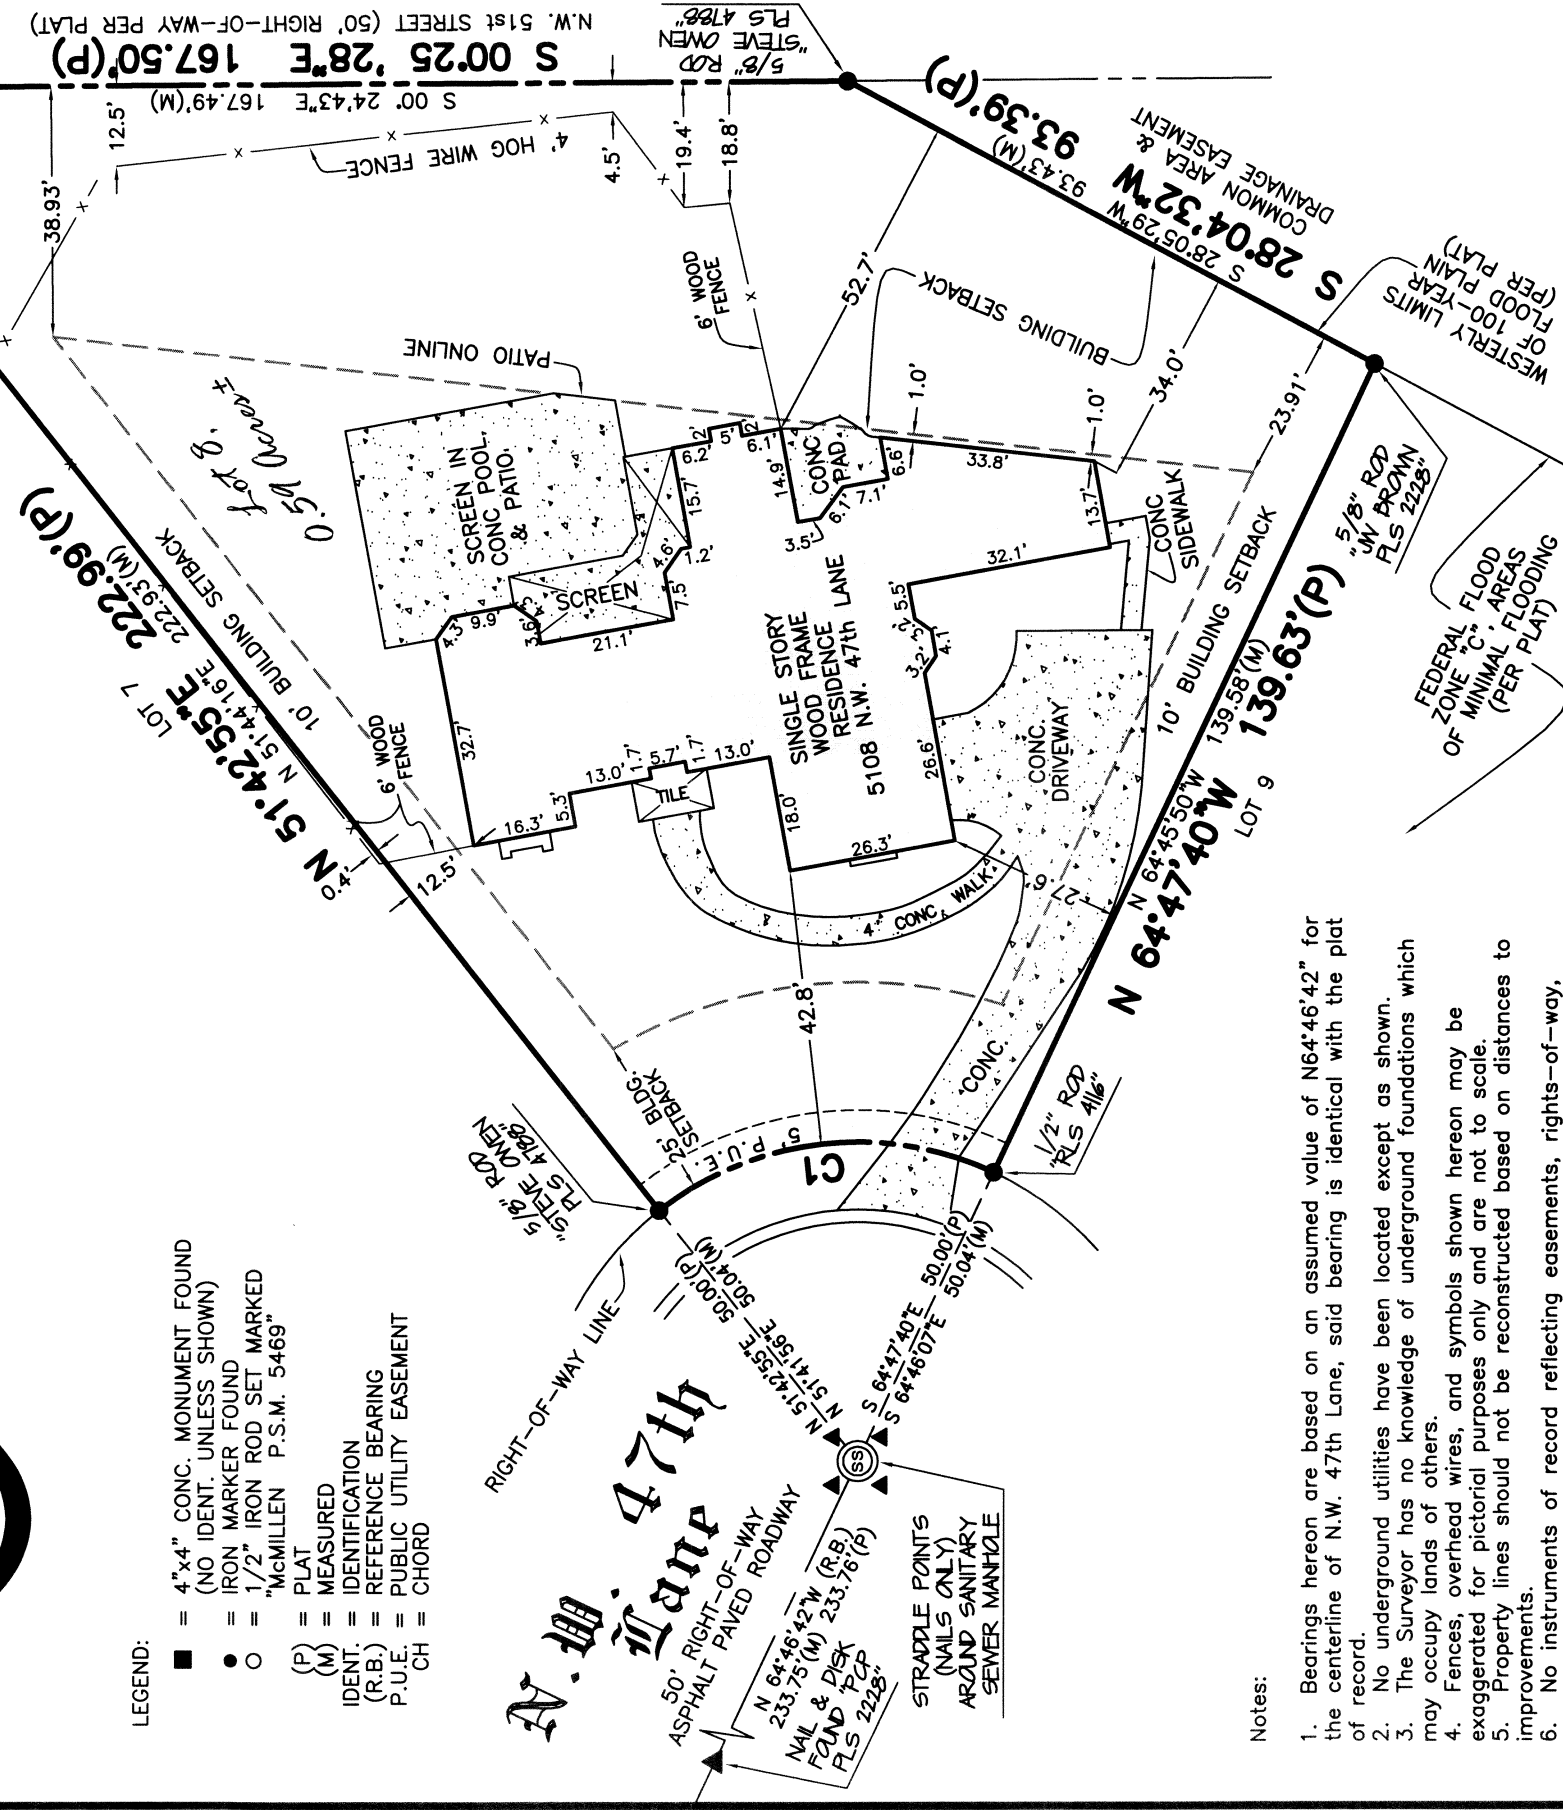 LEGEND:
■ = 4"x4" CONC. MONUMENT FOUND
(NO IDENT. UNLESS SHOWN)
● = IRON MARKER FOUND
○ = 1/2" IRON ROD SET MARKED
"McMILLEN P.S.M. 5469"
(P) = PLAT
(M) = MEASURED
IDENT. = IDENTIFICATION
(R.B.) = REFERENCE BEARING
P.U.E. = PUBLIC UTILITY EASEMENT
CH = CHORD
N.W. 47th
Lane
50' RIGHT-OF-WAY
ASPHALT PAVED ROADWAY
N 64°46'42"W (R.B.)
233.75'(M) 233.76'(P)
NAIL & DISK
FOUND "PCP
PLS 2228"
STRADDLE POINTS
(NAILS ONLY)
AROUND SANITARY
SEWER MANHOLE
SS
RIGHT-OF-WAY LINE
N 51°42'55"E 50.00'(P)
N 51°41'56"E 50.04'(M)
S 64°47'40"E 50.00'(P)
S 64°46'07"E 50.04'(M)
5/8" ROD
"STEVE OWEN
PLS 4788"
1/2" ROD
"RLS 4116"
C1
5' P.U.E.
25' BLDG.
SETBACK
LOT 7
N 51°42'55"E 222.99'(P)
N 51°44'16"E 222.93'(M)
10' BUILDING SETBACK
6' WOOD
FENCE
0.4'
12.5'
Lot 8.
0.59 Acres±
N.W. 51st STREET (50' RIGHT-OF-WAY PER PLAT)
S 00°25'28"E 167.50'(P)
S 00°24'43"E 167.49'(M)
38.93'
12.5'
4' HOG WIRE FENCE
4.5'
19.4'
18.8'
6' WOOD
FENCE
5/8" ROD
"STEVE OWEN
PLS 4788"
S 28°04'32"W 93.39'(P)
S 28°05'29"W 93.43'(M)
COMMON AREA &
DRAINAGE EASEMENT
BUILDING SETBACK
52.7'
34.0'
23.91'
1.0'
1.0'
WESTERLY LIMITS
OF 100-YEAR
FLOOD PLAIN
(PER PLAT)
5/8" ROD
"JW BROWN
PLS 2228"
FEDERAL FLOOD
ZONE "C", AREAS
OF MINIMAL FLOODING
(PER PLAT)
LOT 9
N 64°47'40"W 139.63'(P)
N 64°45'50"W 139.58'(M)
10' BUILDING SETBACK
PATIO ONLINE
SCREEN IN
CONC POOL
& PATIO
SCREEN
CONC
PAD
CONC
SIDEWALK
SINGLE STORY
WOOD FRAME
RESIDENCE
5108 N.W. 47th LANE
CONC.
DRIVEWAY
CONC.
TILE
4' CONC. WALK
42.8'
27.6'
32.7'
16.3'
5.3'
13.0'
1.7'
5.7'
1.7'
13.0'
18.0'
26.3'
26.6'
3.2'
4.1'
3.2'
5.5'
32.1'
13.7'
33.8'
6.6'
7.1'
6.1'
3.5'
14.9'
6.1'
2'
5'
2'
6.2'
15.7'
1.2'
4.6'
7.5'
21.1'
3.6'
4.3'
9.9'
4.3'
Notes:
1. Bearings hereon are based on an assumed value of N64°46'42" for
the centerline of N.W. 47th Lane, said bearing is identical with the plat
of record.
2. No underground utilities have been located except as shown.
3. The Surveyor has no knowledge of underground foundations which
may occupy lands of others.
4. Fences, overhead wires, and symbols shown hereon may be
exaggerated for pictorial purposes only and are not to scale.
5. Property lines should not be reconstructed based on distances to
improvements.
6. No instruments of record reflecting easements, rights-of-way,